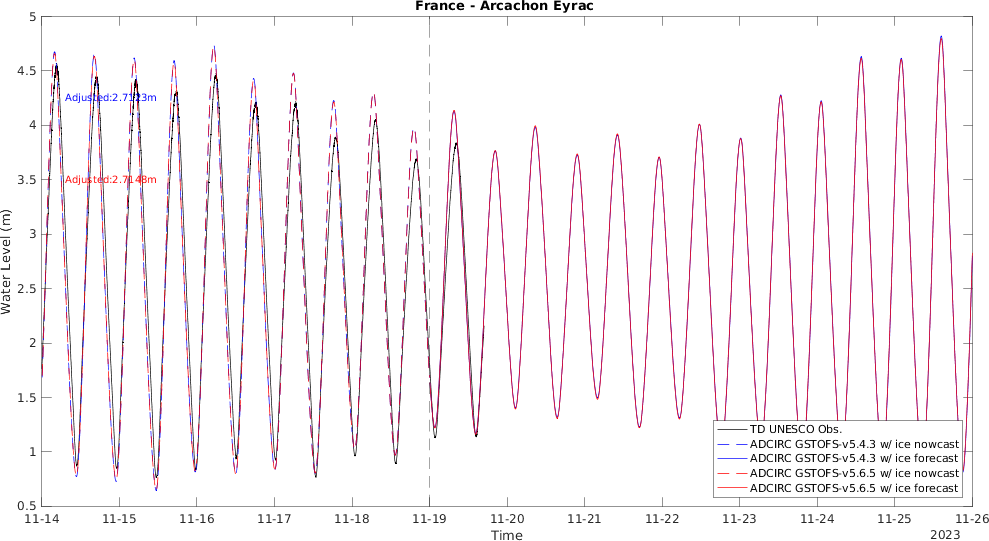 France - Arcachon Eyrac
5
4.5
4
3.5
3
2.5
2
1.5
1
0.5
Water Level (m)
Adjusted:2.7123m
Adjusted:2.7148m
TD UNESCO Obs.
ADCIRC GSTOFS-v5.4.3 w/ ice nowcast
ADCIRC GSTOFS-v5.4.3 w/ ice forecast
ADCIRC GSTOFS-v5.6.5 w/ ice nowcast
ADCIRC GSTOFS-v5.6.5 w/ ice forecast
11-14 11-15 11-16 11-17 11-18 11-19 11-20 11-21 11-22 11-23 11-24 11-25 11-26
Time
2023